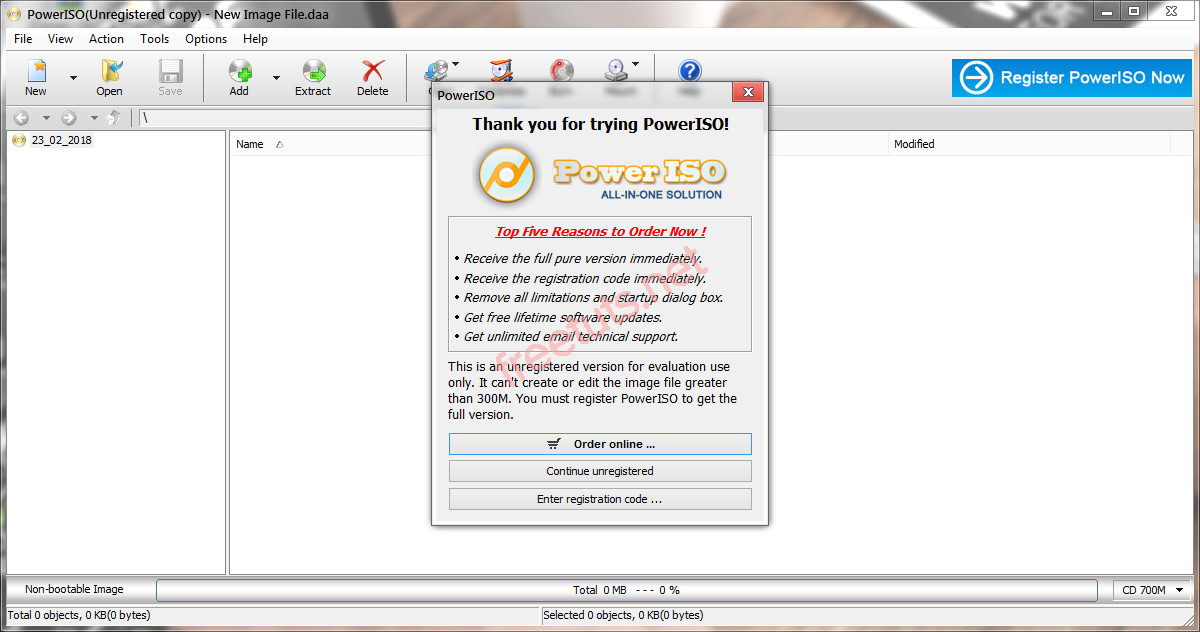 PowerISO(Unregistered copy) - New Image File.daa
File View Action Tools Options Help
New Open Save Add Extract Delete
Register PowerISO Now
\
23_02_2018
Name
Modified
PowerISO
Thank you for trying PowerISO!
PowerISO
ALL-IN-ONE SOLUTION
Top Five Reasons to Order Now !
• Receive the full pure version immediately.
• Receive the registration code immediately.
• Remove all limitations and startup dialog box.
• Get free lifetime software updates.
• Get unlimited email technical support.
freetuts.net
This is an unregistered version for evaluation use
only. It can't create or edit the image file greater
than 300M. You must register PowerISO to get the
full version.
Order online ...
Continue unregistered
Enter registration code ...
Non-bootable Image
Total 0 MB --- 0 %
CD 700M
Total 0 objects, 0 KB(0 bytes)
Selected 0 objects, 0 KB(0 bytes)